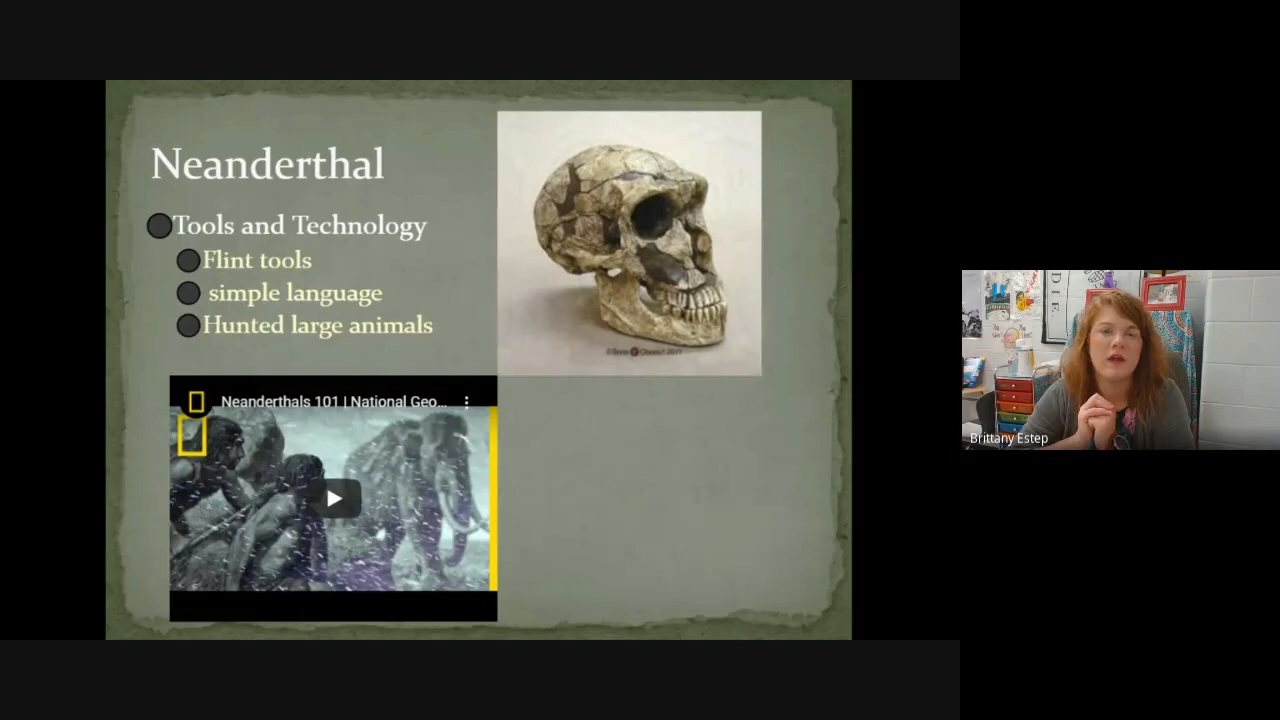 Neanderthal
Tools and Technology
Flint tools
simple language
Hunted large animals
Neanderthals 101 | National Geo...
Brittany Estep